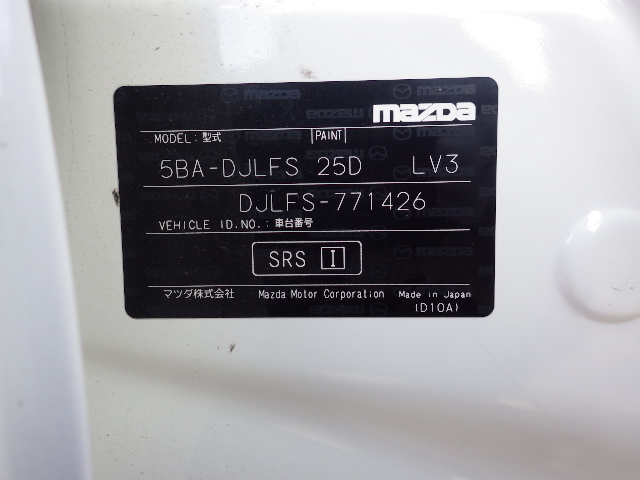 mazda
MODEL: 型式 PAINT
5BA-DJLFS 25D LV3
DJLFS-771426
VEHICLE ID.NO.: 車台番号
SRS I
マツダ株式会社 Mazda Motor Corporation Made in Japan
(D10A)